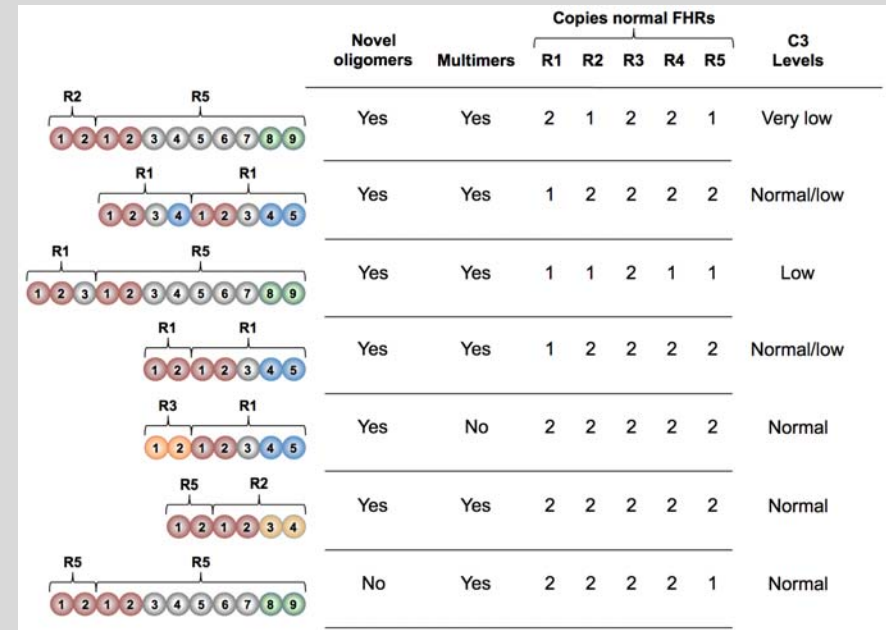 Copies normal FHRs
Novel oligomers Multimers R1 R2 R3 R4 R5 C3 Levels
R2 R5
1 2 1 2 3 4 5 6 7 8 9 Yes Yes 2 1 2 2 1 Very low
R1 R1
1 2 3 4 1 2 3 4 5 Yes Yes 1 2 2 2 2 Normal/low
R1 R5
1 2 3 1 2 3 4 5 6 7 8 9 Yes Yes 1 1 2 1 1 Low
R1 R1
1 2 1 2 3 4 5 Yes Yes 1 2 2 2 2 Normal/low
R3 R1
1 2 1 2 3 4 5 Yes No 2 2 2 2 2 Normal
R5 R2
1 2 1 2 3 4 Yes Yes 2 2 2 2 2 Normal
R5 R5
1 2 1 2 3 4 5 6 7 8 9 No Yes 2 2 2 2 1 Normal